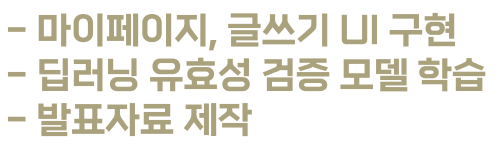 - 마이페이지, 글쓰기 UI 구현
- 딥러닝 유효성 검증 모델 학습
- 발표자료 제작